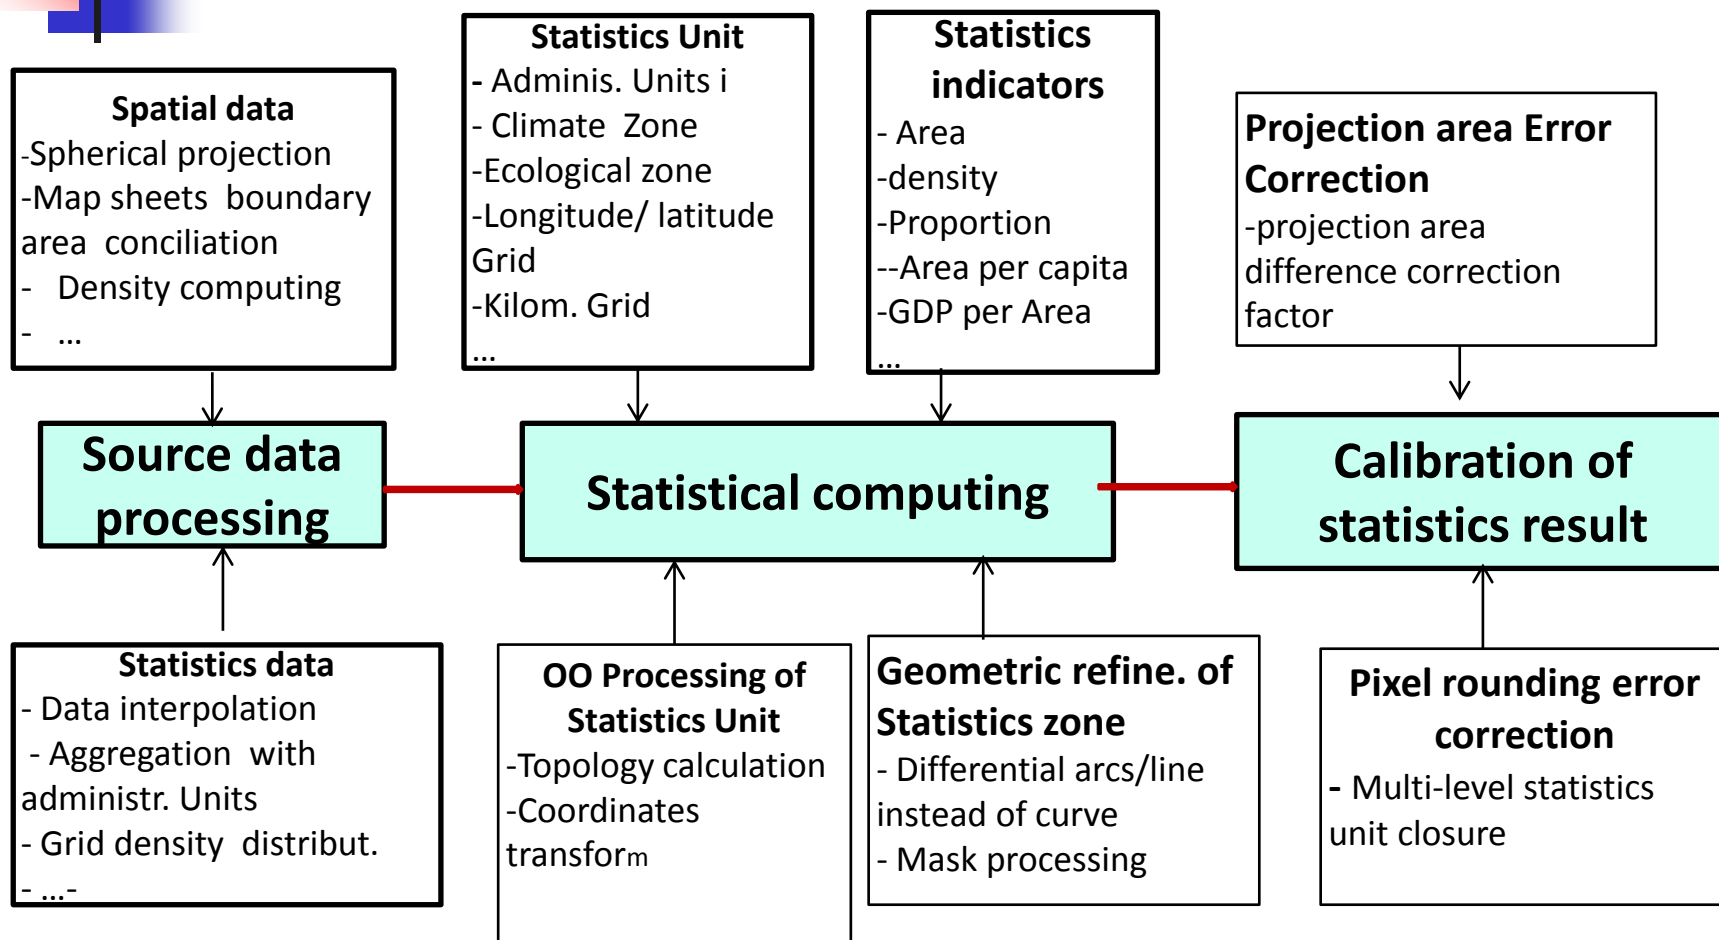 Spatial data
-Spherical projection
-Map sheets boundary
area conciliation
- Density computing
- ...
Statistics Unit
- Adminis. Units i
- Climate Zone
-Ecological zone
-Longitude/ latitude
Grid
-Kilom. Grid
...
Statistics
indicators
- Area
-density
-Proportion
--Area per capita
-GDP per Area
...
Projection area Error
Correction
-projection area
difference correction
factor
Source data
processing
Statistical computing
Calibration of
statistics result
Statistics data
- Data interpolation
- Aggregation with
administr. Units
- Grid density distribut.
- ...-
OO Processing of
Statistics Unit
-Topology calculation
-Coordinates
transform
Geometric refine. of
Statistics zone
- Differential arcs/line
instead of curve
- Mask processing
Pixel rounding error
correction
- Multi-level statistics
unit closure